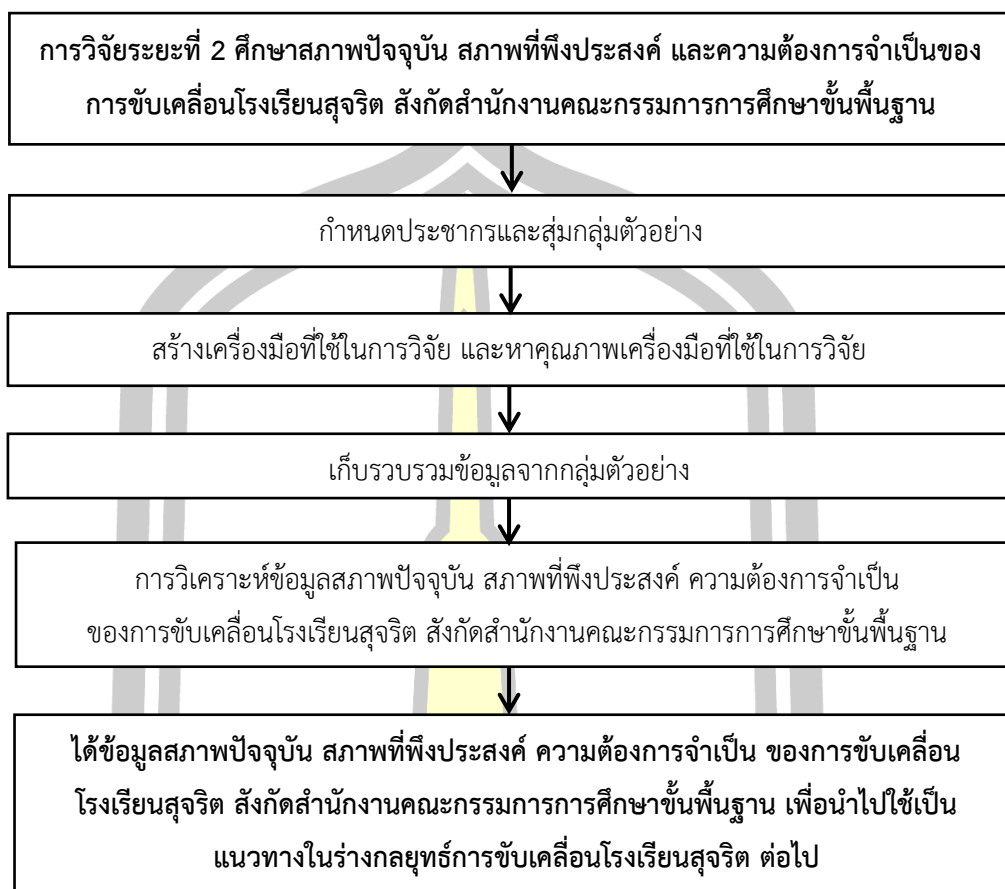 การวิจัยระยะที่ 2 ศึกษาสภาพปัจจุบัน สภาพที่พึงประสงค์ และความต้องการจำเป็นของ
การขับเคลื่อนโรงเรียนสุจริต สังกัดสำนักงานคณะกรรมการการศึกษาขั้นพื้นฐาน
กำหนดประชากรและสุ่มกลุ่มตัวอย่าง
สร้างเครื่องมือที่ใช้ในการวิจัย และหาคุณภาพเครื่องมือที่ใช้ในการวิจัย
เก็บรวบรวมข้อมูลจากกลุ่มตัวอย่าง
การวิเคราะห์ข้อมูลสภาพปัจจุบัน สภาพที่พึงประสงค์ ความต้องการจำเป็น
ของการขับเคลื่อนโรงเรียนสุจริต สังกัดสำนักงานคณะกรรมการการศึกษาขั้นพื้นฐาน
ได้ข้อมูลสภาพปัจจุบัน สภาพที่พึงประสงค์ ความต้องการจำเป็น ของการขับเคลื่อน
โรงเรียนสุจริต สังกัดสำนักงานคณะกรรมการการศึกษาขั้นพื้นฐาน เพื่อนำไปใช้เป็น
แนวทางในร่างกลยุทธ์การขับเคลื่อนโรงเรียนสุจริต ต่อไป